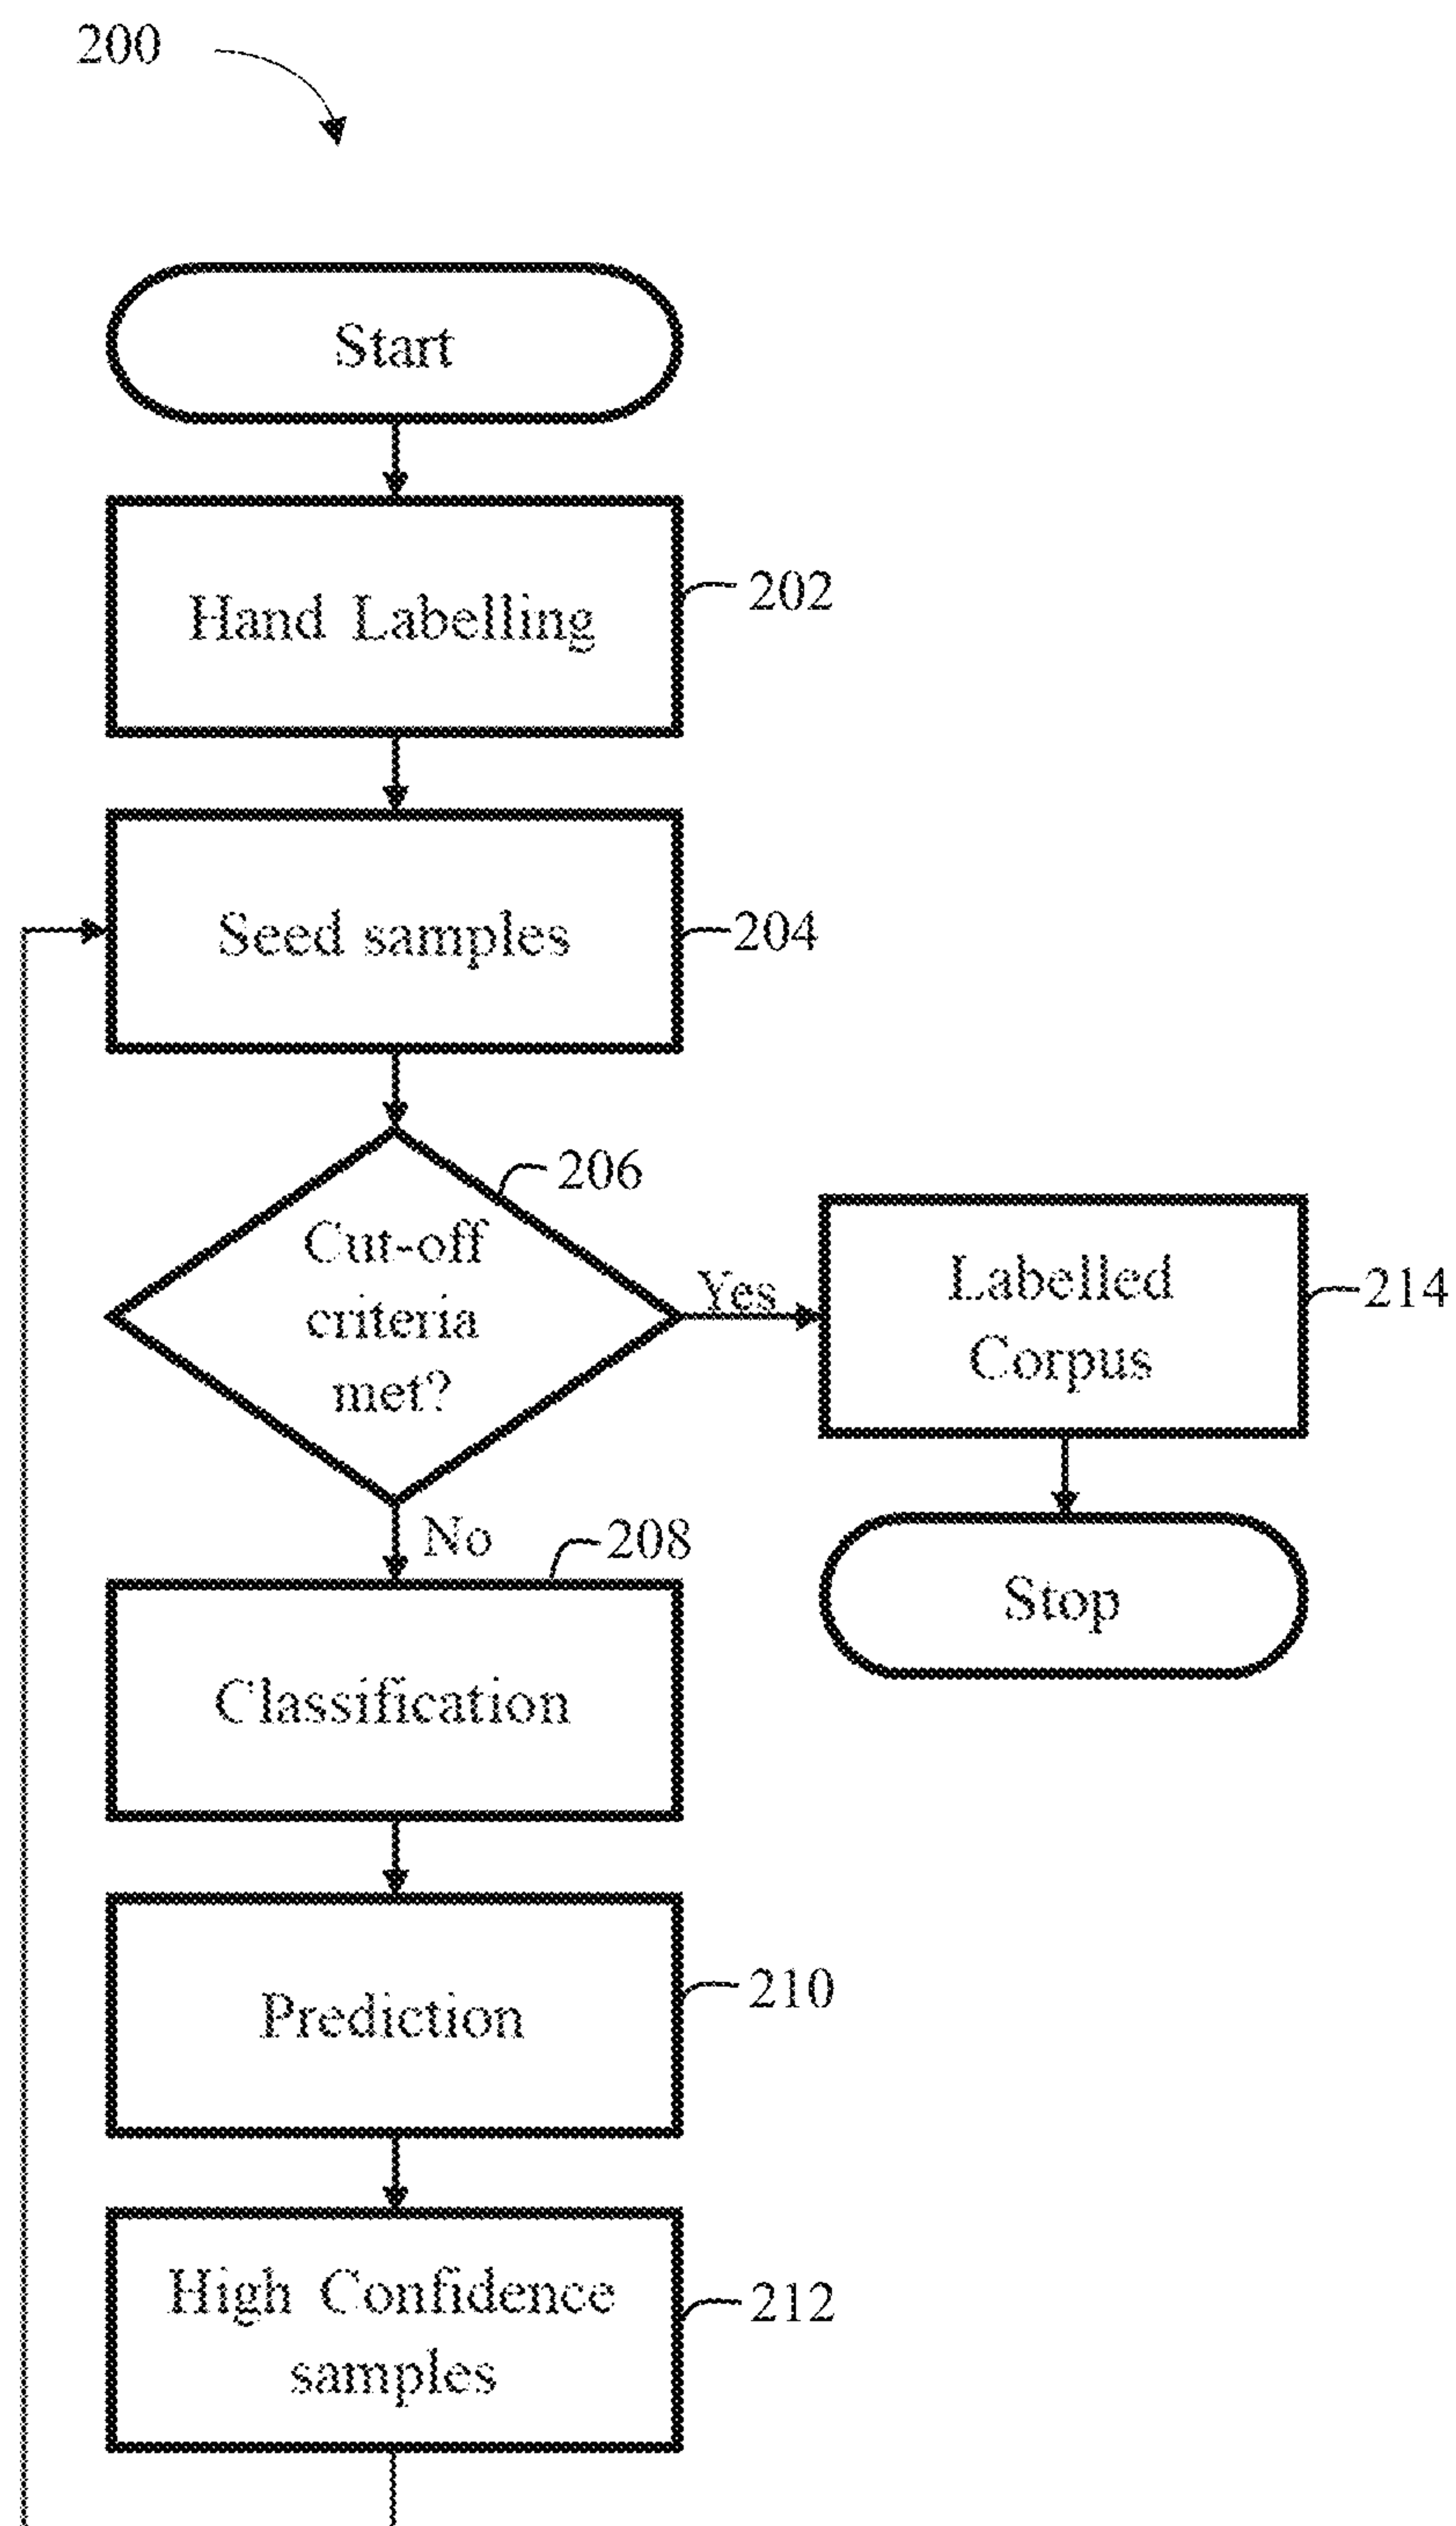 200
Start
Hand Labelling
202
Seed samples
204
206
Cut-off
criteria
met?
Yes
Labelled
Corpus
214
No
208
Stop
Classification
Prediction
210
High Confidence
samples
212